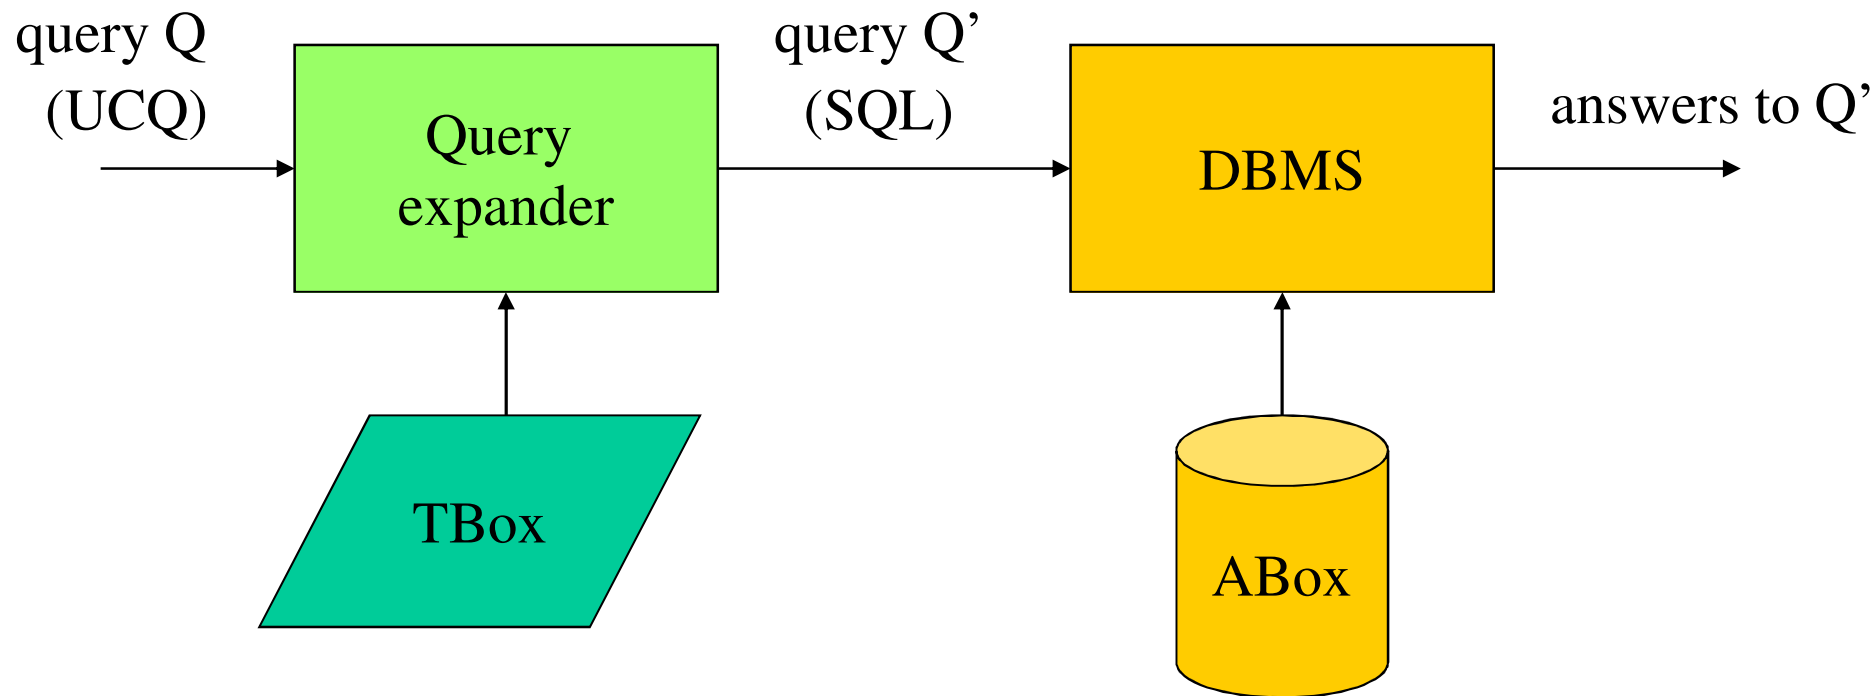 query Q
(UCQ)
Query
expander
query Q’
(SQL)
DBMS
answers to Q’
TBox
ABox